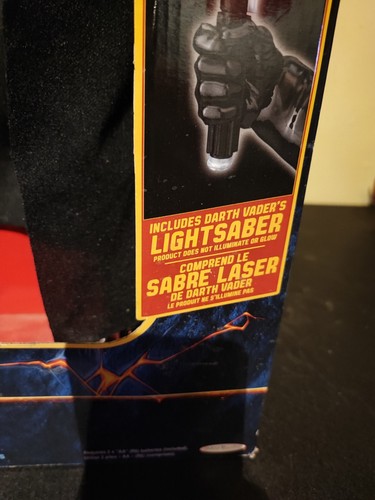 INCLUDES DARTH VADER'S
LIGHTSABER
PRODUCT DOES NOT ILLUMINATE OR GLOW
COMPREND LE
SABRE LASER
DE DARTH VADER
LE PRODUIT NE S'ILLUMINE PAS